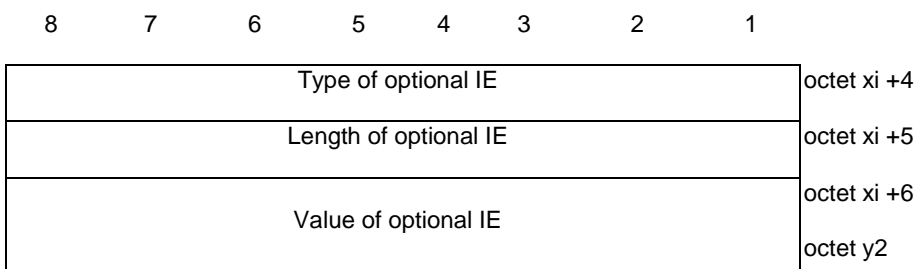 8 7 6 5 4 3 2 1
Type of optional IE octet xi +4
Length of optional IE octet xi +5
octet xi +6
Value of optional IE
octet y2